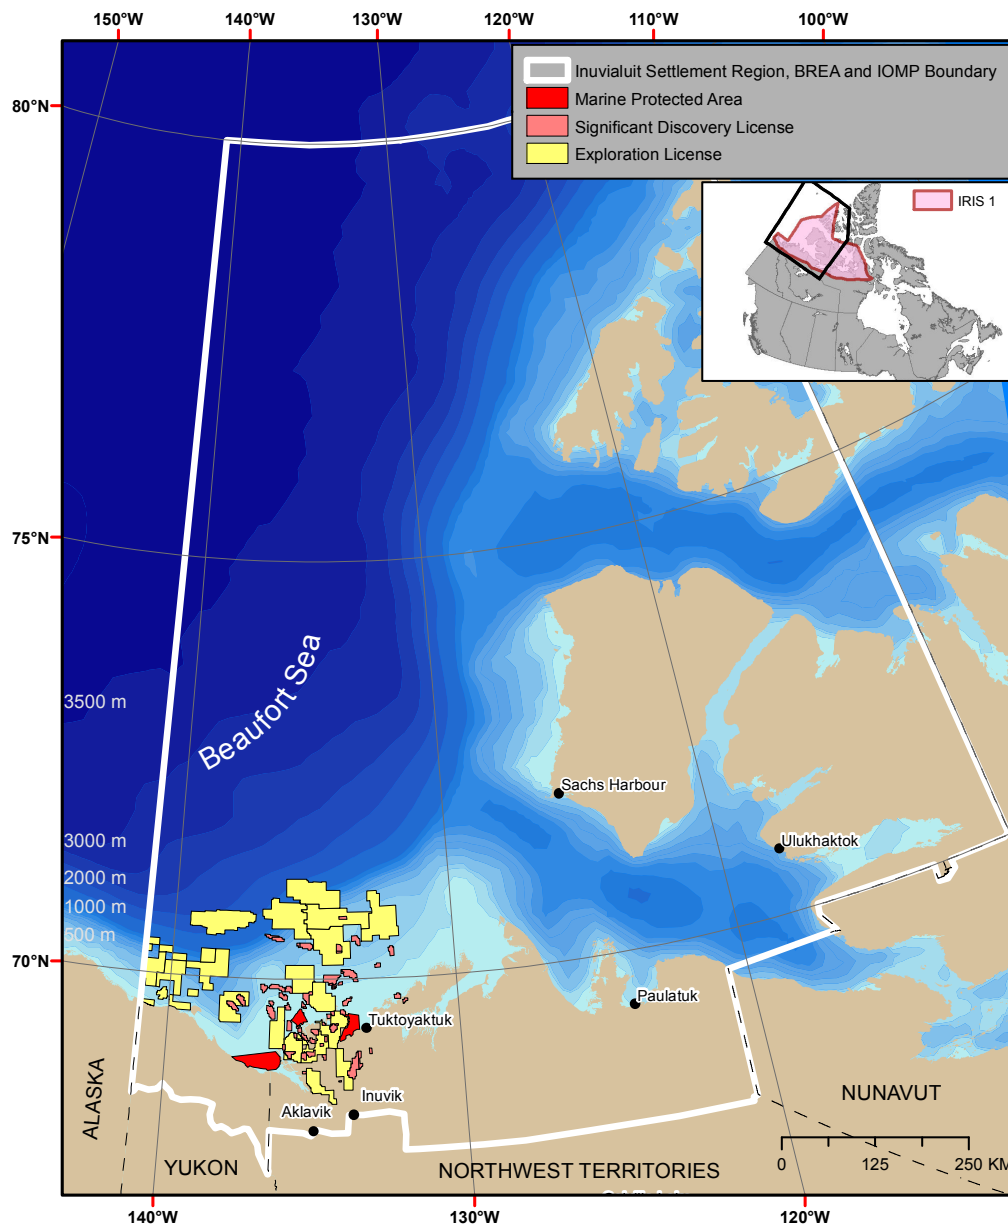 150°W
140°W
130°W
120°W
110°W
100°W
80°N
Inuvialuit Settlement Region, BREA and IOMP Boundary
Marine Protected Area
Significant Discovery License
Exploration License
IRIS 1
75°N
Beaufort Sea
3500 m
Sachs Harbour
3000 m
Ulukhaktok
2000 m
1000 m
500 m
70°N
Paulatuk
Tuktoyaktuk
ALASKA
NUNAVUT
Inuvik
Aklavik
YUKON
NORTHWEST TERRITORIES
0
125
250 KM
140°W
130°W
120°W